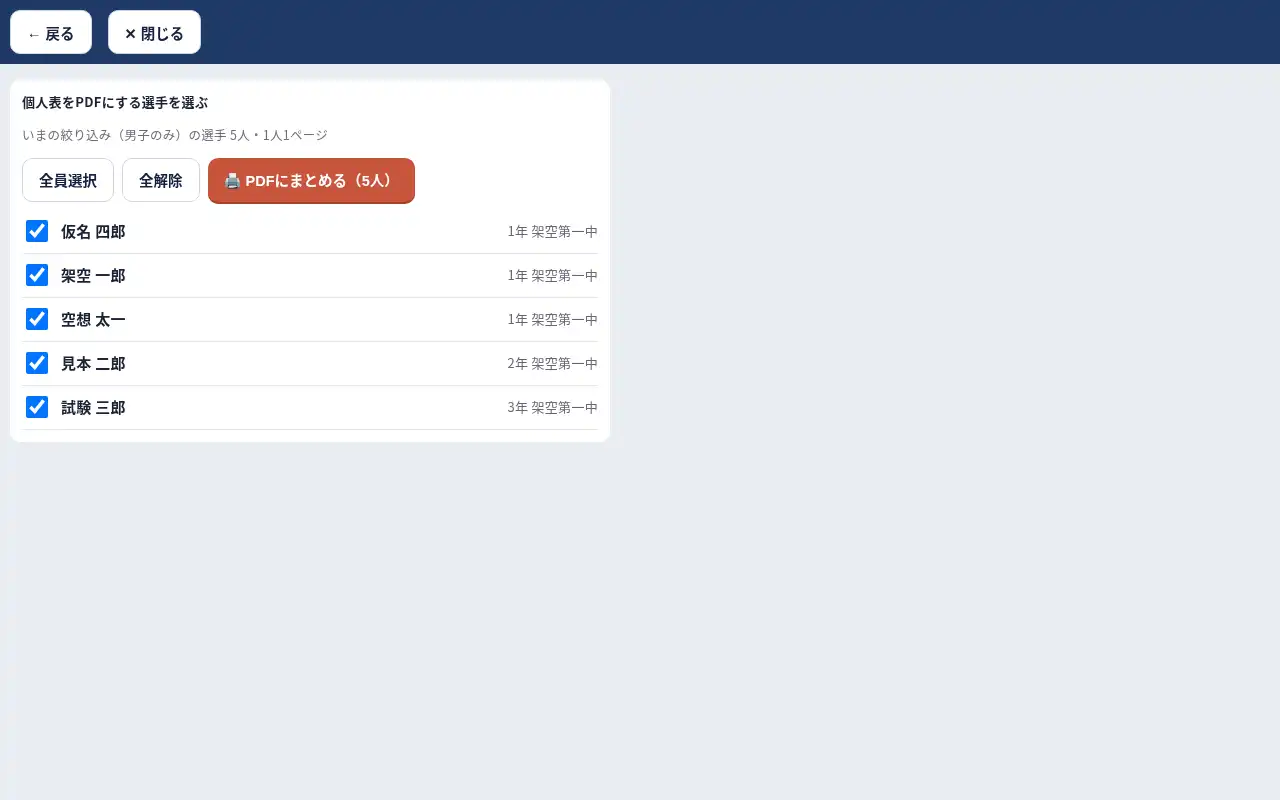 ← 戻る
✕ 閉じる
個人表をPDFにする選手を選ぶ
いまの絞り込み（男子のみ）の選手 5人・1人1ページ
全員選択
全解除
🖨️ PDFにまとめる（5人）
仮名 四郎 1年 架空第一中
架空 一郎 1年 架空第一中
空想 太一 1年 架空第一中
見本 二郎 2年 架空第一中
試験 三郎 3年 架空第一中